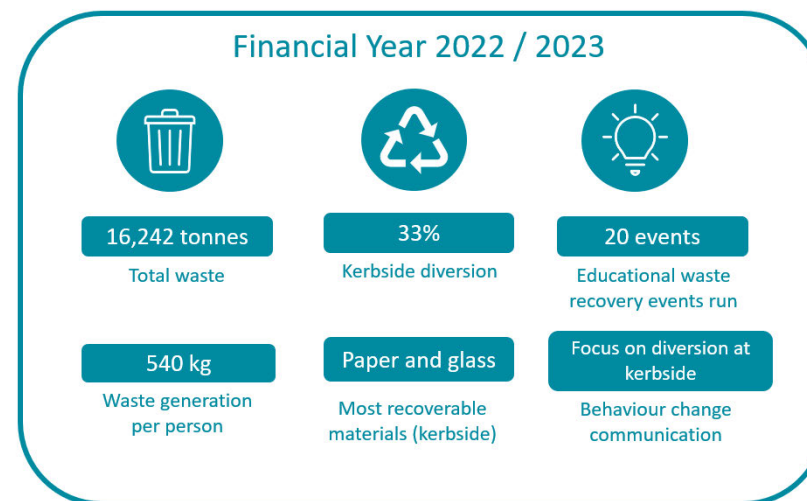 Financial Year 2022 / 2023
16,242 tonnes
Total waste
33%
Kerbside diversion
20 events
Educational waste
recovery events run
540 kg
Waste generation
per person
Paper and glass
Most recoverable
materials (kerbside)
Focus on diversion at
kerbside
Behaviour change
communication